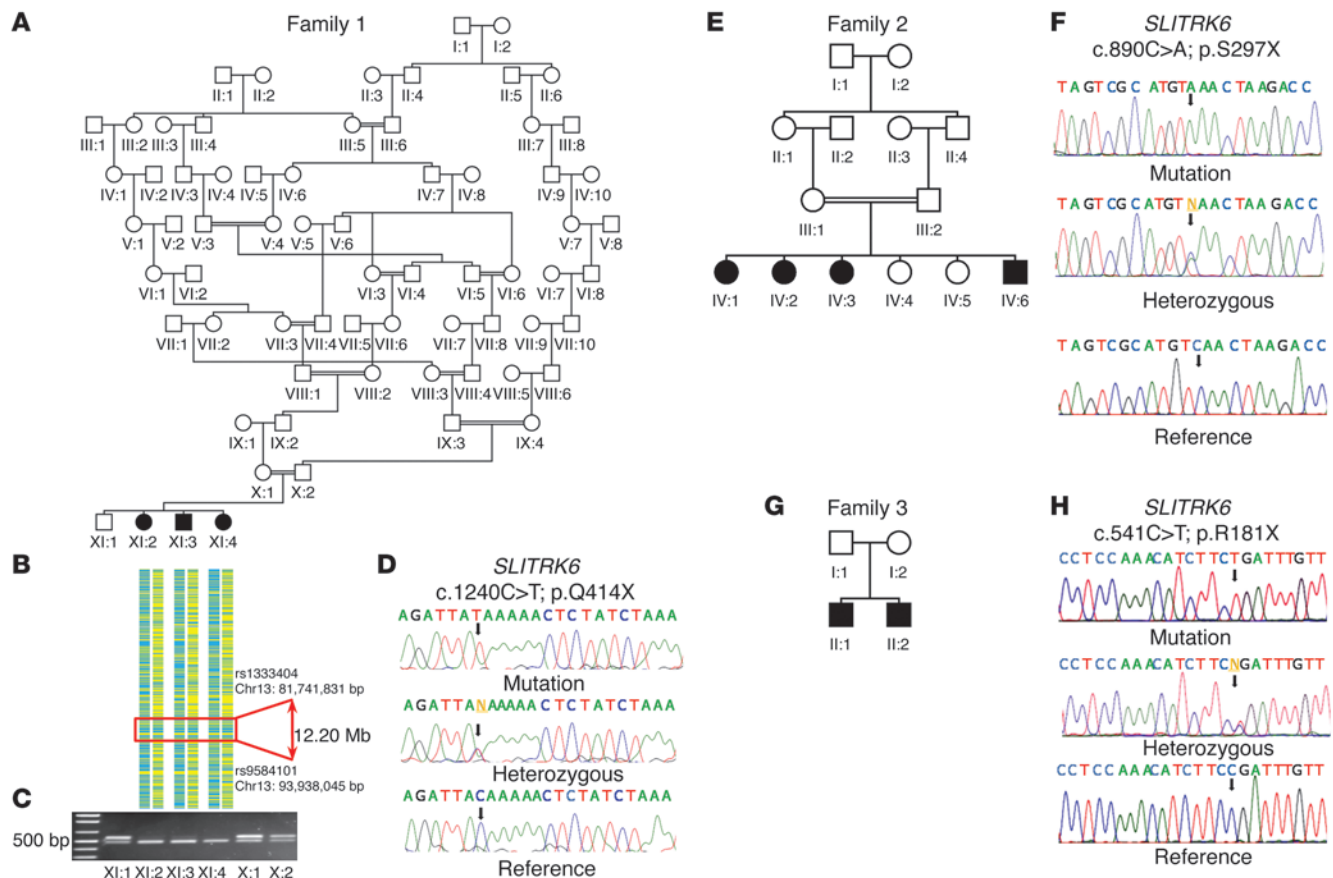 A
Family 1
I:1 I:2
II:1 II:2 II:3 II:4 II:5 II:6
III:1 III:2 III:3 III:4 III:5 III:6 III:7 III:8
IV:1 IV:2 IV:3 IV:4 IV:5 IV:6 IV:7 IV:8 IV:9 IV:10
V:1 V:2 V:3 V:4 V:5 V:6 V:7 V:8
VI:1 VI:2 VI:3 VI:4 VI:5 VI:6 VI:7 VI:8
VII:1 VII:2 VII:3 VII:4 VII:5 VII:6 VII:7 VII:8 VII:9 VII:10
VIII:1 VIII:2 VIII:3 VIII:4 VIII:5 VIII:6
IX:1 IX:2 IX:3 IX:4
X:1 X:2
XI:1 XI:2 XI:3 XI:4
B
rs1333404
Chr13: 81,741,831 bp
12.20 Mb
rs9584101
Chr13: 93,938,045 bp
C
500 bp
XI:1 XI:2 XI:3 XI:4 X:1 X:2
D
SLITRK6
c.1240C>T; p.Q414X
AGATTATAAAAACTCTATCTAAA
Mutation
AGATTANAAAAACTCTATCTAAA
Heterozygous
AGATTACAAAAACTCTATCTAAA
Reference
E
Family 2
I:1 I:2
II:1 II:2 II:3 II:4
III:1 III:2
IV:1 IV:2 IV:3 IV:4 IV:5 IV:6
F
SLITRK6
c.890C>A; p.S297X
TAGTCGCATGTAAACTAAGACC
Mutation
TAGTCGCATGTNAACTAAGACC
Heterozygous
TAGTCGCATGTCAACTAAGACC
Reference
G
Family 3
I:1 I:2
II:1 II:2
H
SLITRK6
c.541C>T; p.R181X
CCTCCAAACATCTTCTGATTTGTT
Mutation
CCTCCAAACATCTTCNGATTTGTT
Heterozygous
CCTCCAAACATCTTCCGATTTGTT
Reference